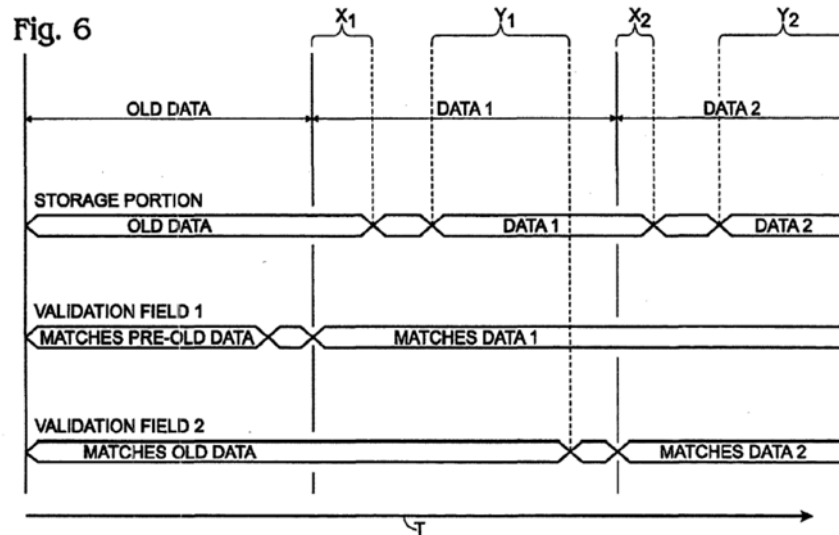 Fig. 6
X1 Y1 X2 Y2
OLD DATA DATA 1 DATA 2
STORAGE PORTION
OLD DATA DATA 1 DATA 2
VALIDATION FIELD 1
MATCHES PRE-OLD DATA MATCHES DATA 1
VALIDATION FIELD 2
MATCHES OLD DATA MATCHES DATA 2
T